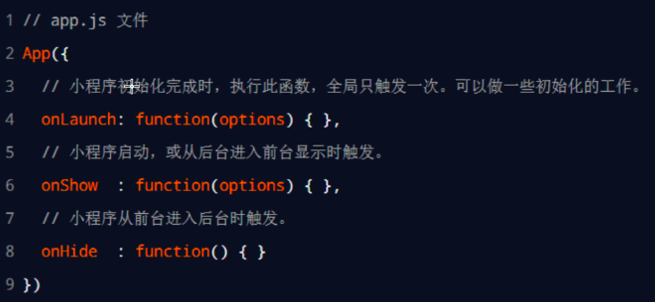 1 // app.js 文件
2 App({
3   // 小程序初始化完成时，执行此函数，全局只触发一次。可以做一些初始化的工作。
4   onLaunch: function(options) { },
5   // 小程序启动，或从后台进入前台显示时触发。
6   onShow  : function(options) { },
7   // 小程序从前台进入后台时触发。
8   onHide  : function() { }
9 })